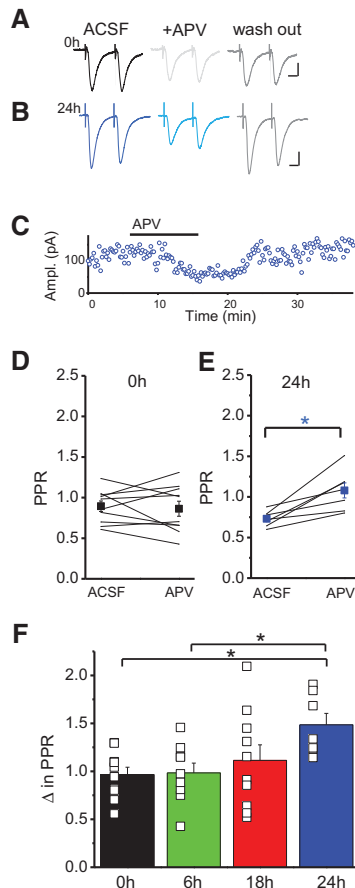 A ACSF +APV wash out
0h
B 24h
C APV
Ampl. (pA)
100
0
0 10 20 30
Time (min)
D 0h
PPR
2.5
2.0
1.5
1.0
0.5
0.0
ACSF APV
E 24h
*
PPR
2.5
2.0
1.5
1.0
0.5
0.0
ACSF APV
F
*
*
Δ in PPR
2.0
1.5
1.0
0.5
0.0
0h 6h 18h 24h